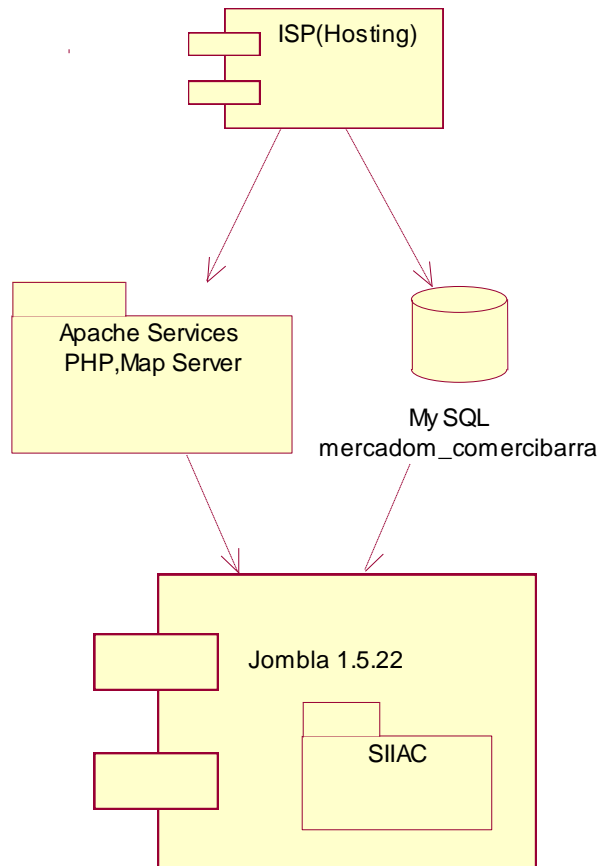 ISP(Hosting)
Apache Services
PHP,Map Server
My SQL
mercadom_comercibarra
Jombla 1.5.22
SIIAC